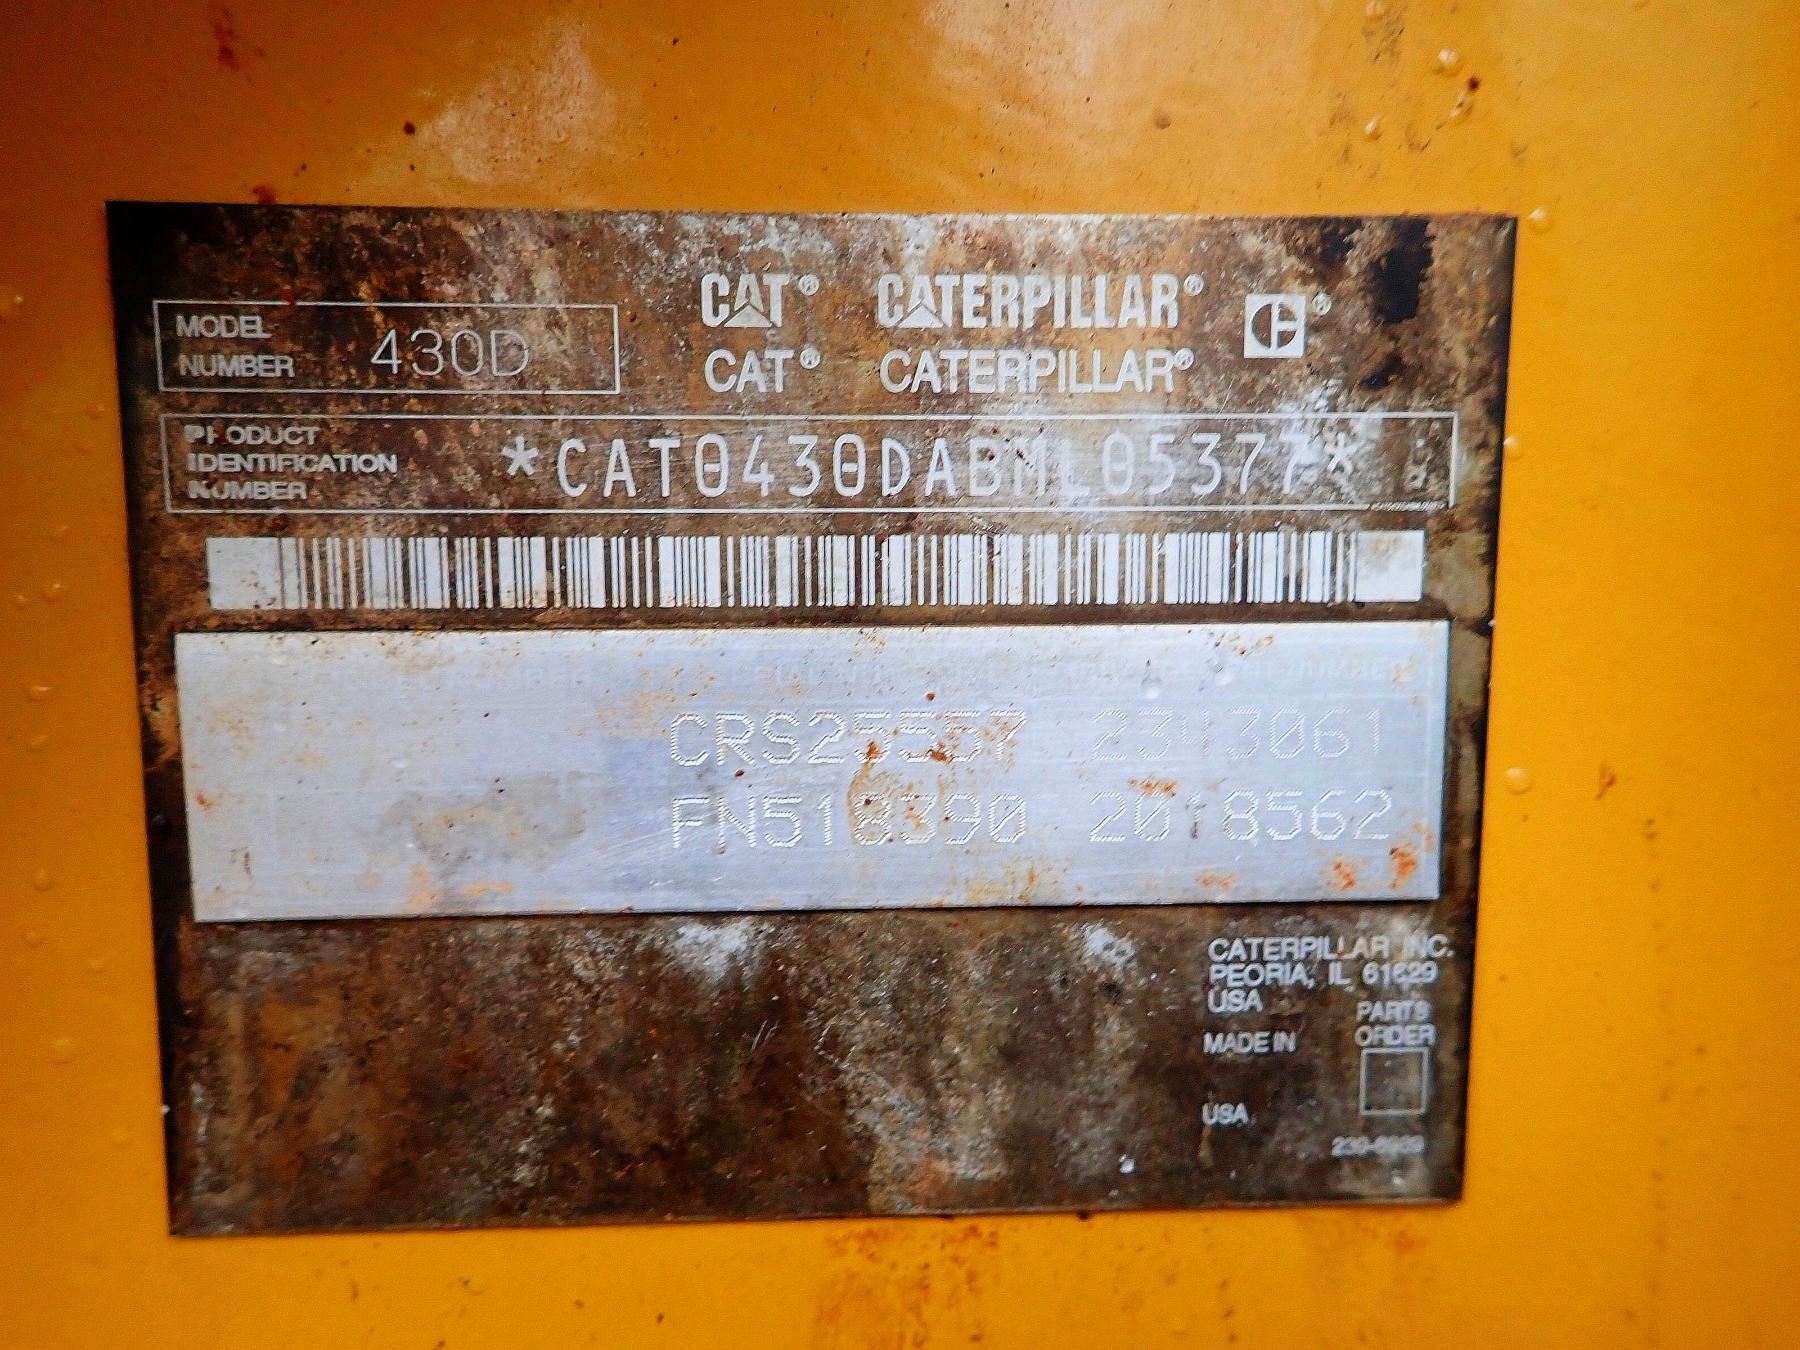 CAT® CATERPILLAR®
MODEL
NUMBER 430D
CAT® CATERPILLAR®
PRODUCT
IDENTIFICATION
NUMBER
*CAT0430DABML05377*
CRS25557 2343061
FN518390 2018562
CATERPILLAR INC.
PEORIA, IL 61629
USA
PARTS
ORDER
MADE IN
USA